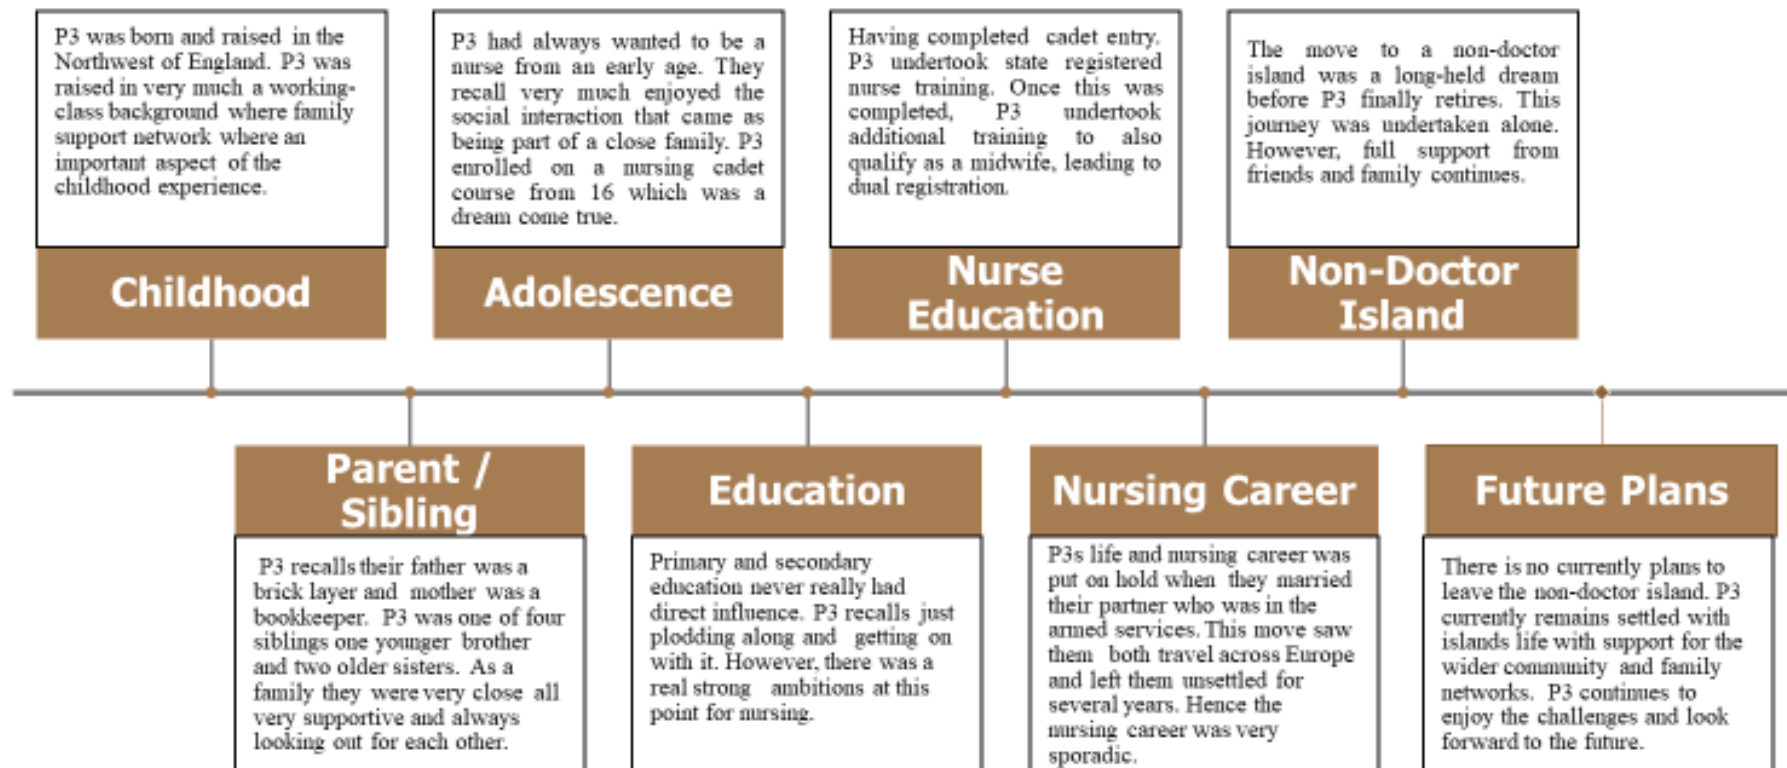 P3 was born and raised in the
Northwest of England. P3 was
raised in very much a working-
class background where family
support network where an
important aspect of the
childhood experience.
Childhood
P3 had always wanted to be a
nurse from an early age. They
recall very much enjoyed the
social interaction that came as
being part of a close family. P3
enrolled on a nursing cadet
course from 16 which was a
dream come true.
Adolescence
Having completed cadet entry.
P3 undertook state registered
nurse training. Once this was
completed, P3 undertook
additional training to also
qualify as a midwife, leading to
dual registration.
Nurse
Education
The move to a non-doctor
island was a long-held dream
before P3 finally retires. This
journey was undertaken alone.
However, full support from
friends and family continues.
Non-Doctor
Island
Parent /
Sibling
P3 recalls their father was a
brick layer and mother was a
bookkeeper. P3 was one of four
siblings one younger brother
and two older sisters. As a
family they were very close all
very supportive and always
looking out for each other.
Education
Primary and secondary
education never really had
direct influence. P3 recalls just
plodding along and getting on
with it. However, there was a
real strong ambitions at this
point for nursing.
Nursing Career
P3s life and nursing career was
put on hold when they married
their partner who was in the
armed services. This move saw
them both travel across Europe
and left them unsettled for
several years. Hence the
nursing career was very
sporadic.
Future Plans
There is no currently plans to
leave the non-doctor island. P3
currently remains settled with
islands life with support for the
wider community and family
networks. P3 continues to
enjoy the challenges and look
forward to the future.